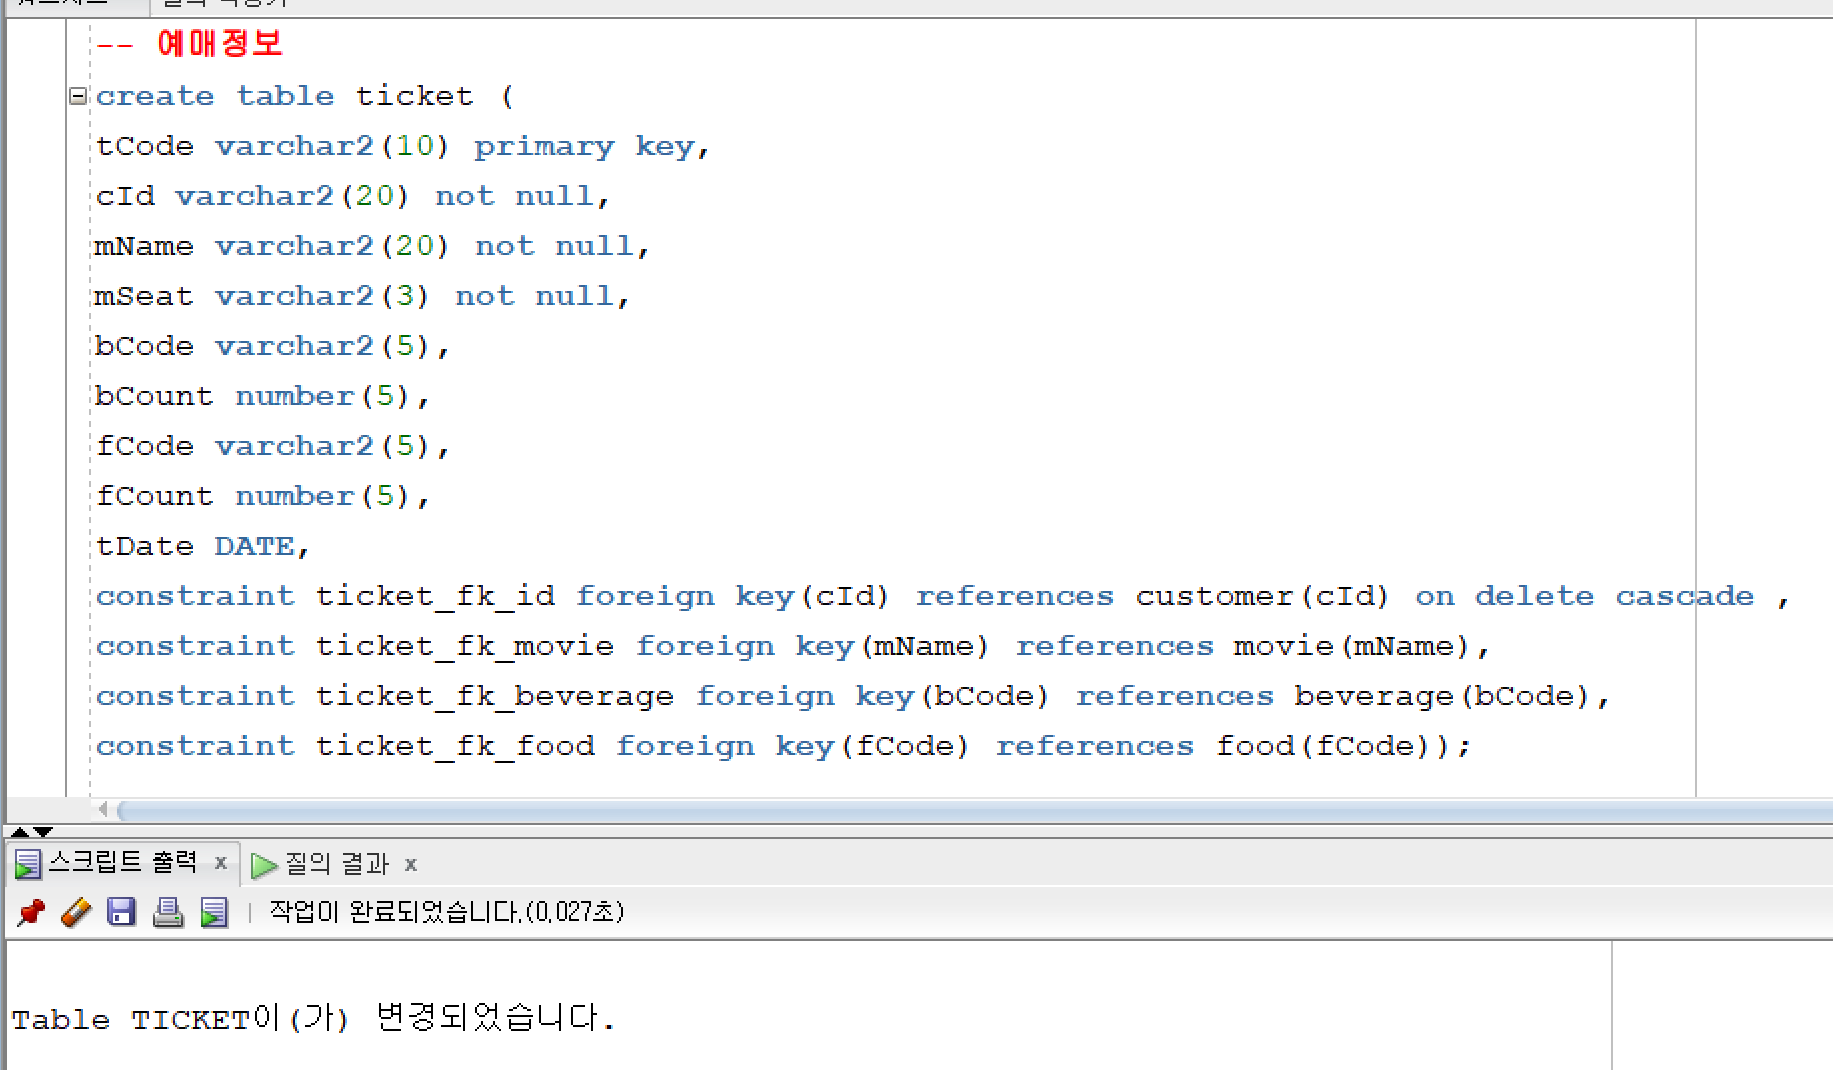 -- 예매정보
create table ticket (
tCode varchar2(10) primary key,
cId varchar2(20) not null,
mName varchar2(20) not null,
mSeat varchar2(3) not null,
bCode varchar2(5),
bCount number(5),
fCode varchar2(5),
fCount number(5),
tDate DATE,
constraint ticket_fk_id foreign key(cId) references customer(cId) on delete cascade ,
constraint ticket_fk_movie foreign key(mName) references movie(mName),
constraint ticket_fk_beverage foreign key(bCode) references beverage(bCode),
constraint ticket_fk_food foreign key(fCode) references food(fCode));
스크립트 출력 x 질의 결과 x
작업이 완료되었습니다.(0,027초)
Table TICKET이(가) 변경되었습니다.